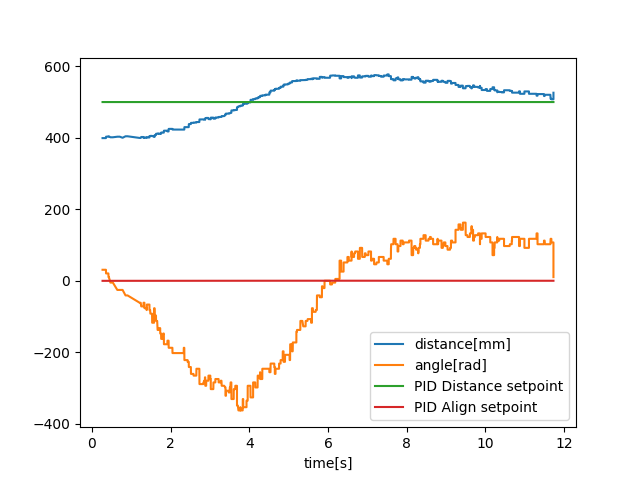 600
400
200
0
−200
−400
0
2
4
6
8
10
12
time[s]
distance[mm]
angle[rad]
PID Distance setpoint
PID Align setpoint